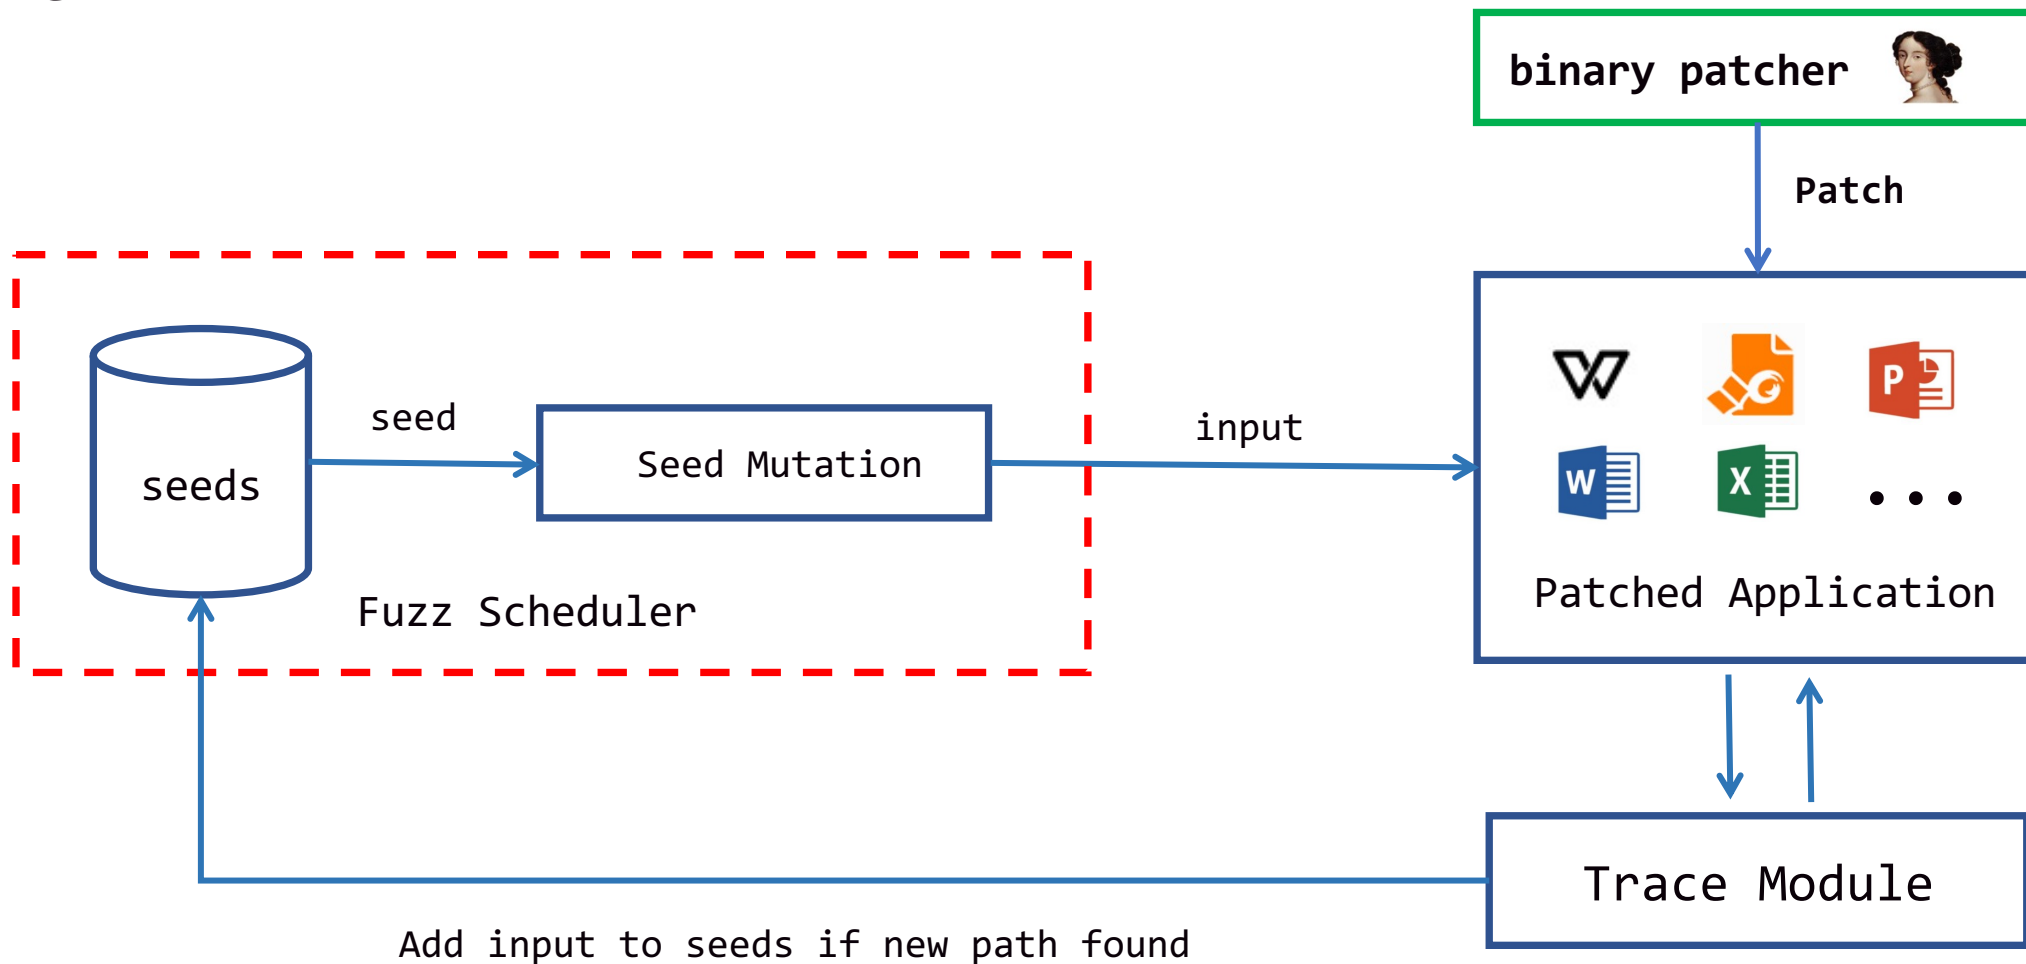 binary patcher
Patch
seed
input
Seed Mutation
seeds
P
W
X
...
Patched Application
Fuzz Scheduler
Trace Module
Add input to seeds if new path found